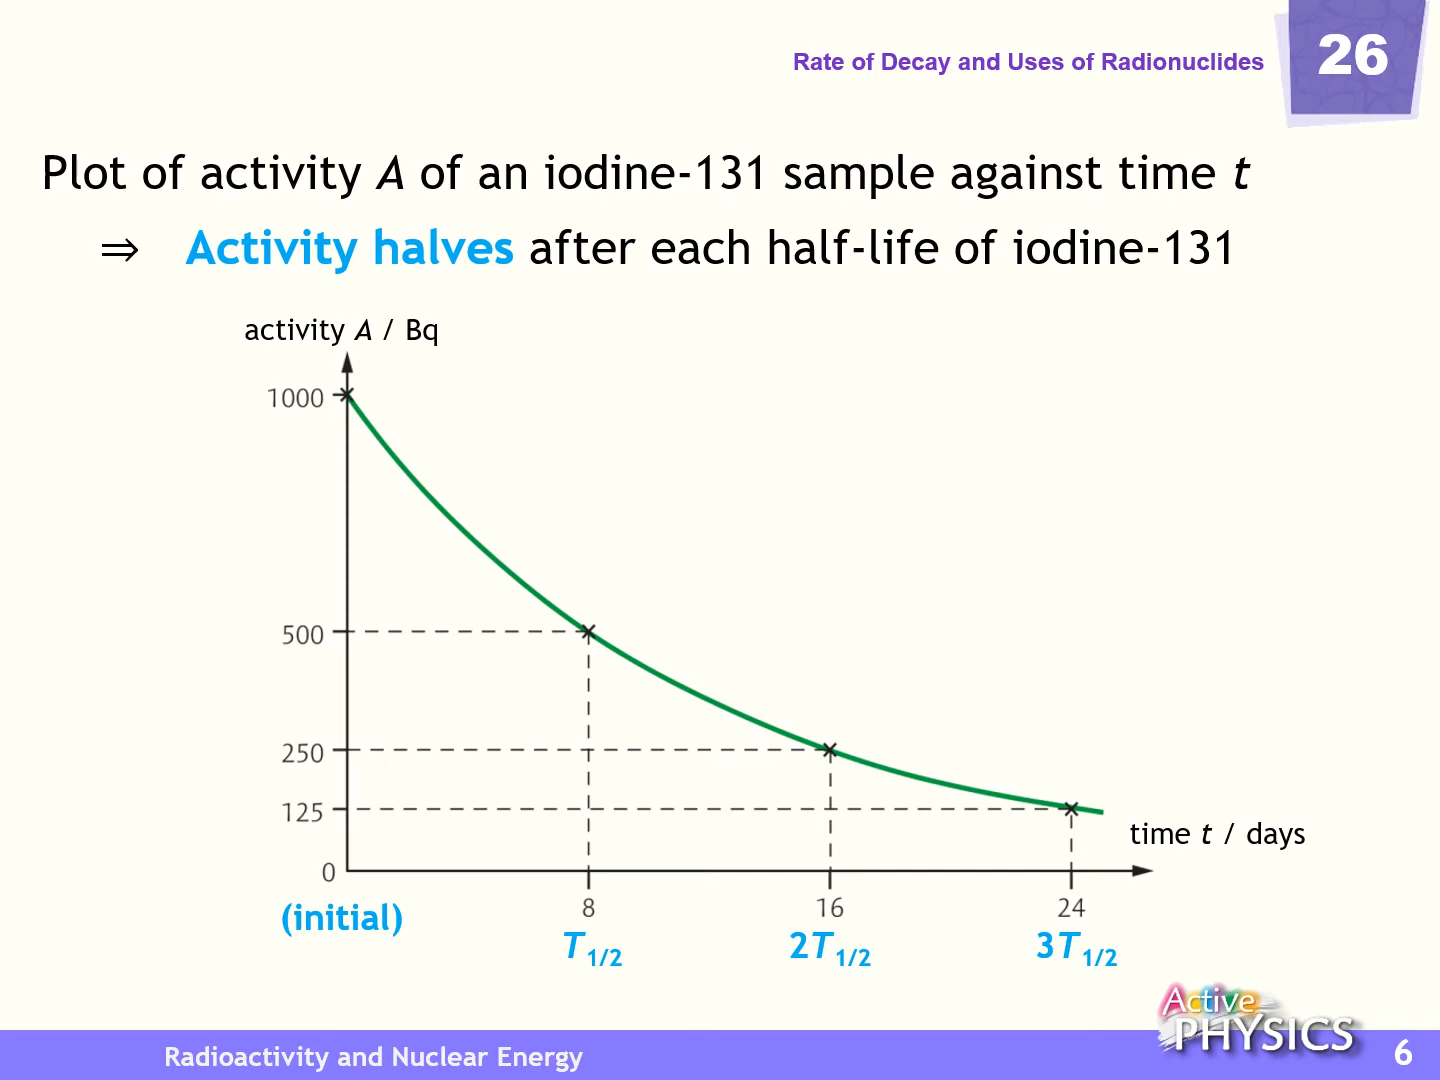 Rate of Decay and Uses of Radionuclides
26
Plot of activity A of an iodine-131 sample against time t
⇒ Activity halves after each half-life of iodine-131
activity A / Bq
1000
500
250
125
time t / days
0
8 16 24
(initial)
T1/2 2T1/2 3T1/2
Active
PHYSICS
Radioactivity and Nuclear Energy
6